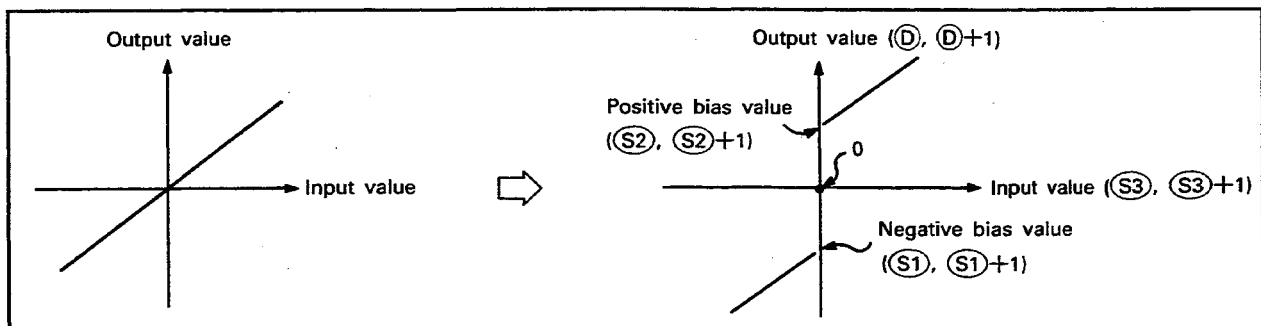 Output value
Input value
Output value (Ⓓ, Ⓓ+1)
Positive bias value
(Ⓢ2, Ⓢ2+1)
0
Input value (Ⓢ3, Ⓢ3+1)
Negative bias value
(Ⓢ1, Ⓢ1+1)